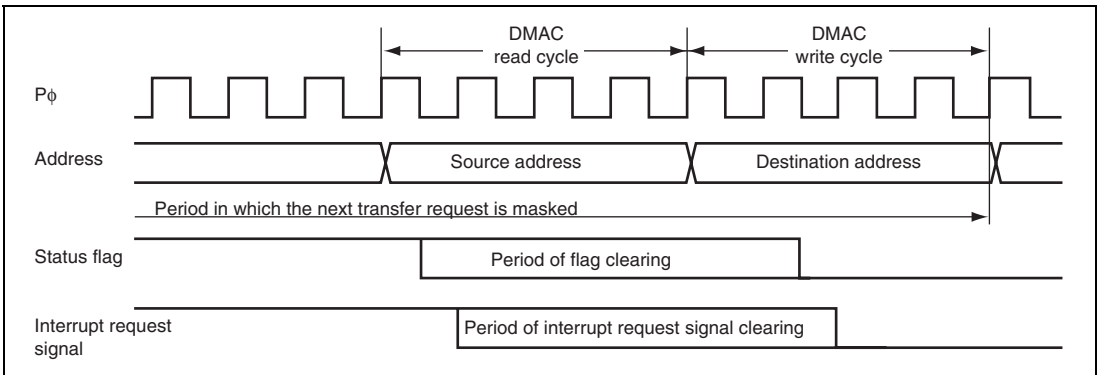 DMAC
read cycle
DMAC
write cycle
Pϕ
Address
Source address
Destination address
Period in which the next transfer request is masked
Status flag
Period of flag clearing
Interrupt request
signal
Period of interrupt request signal clearing